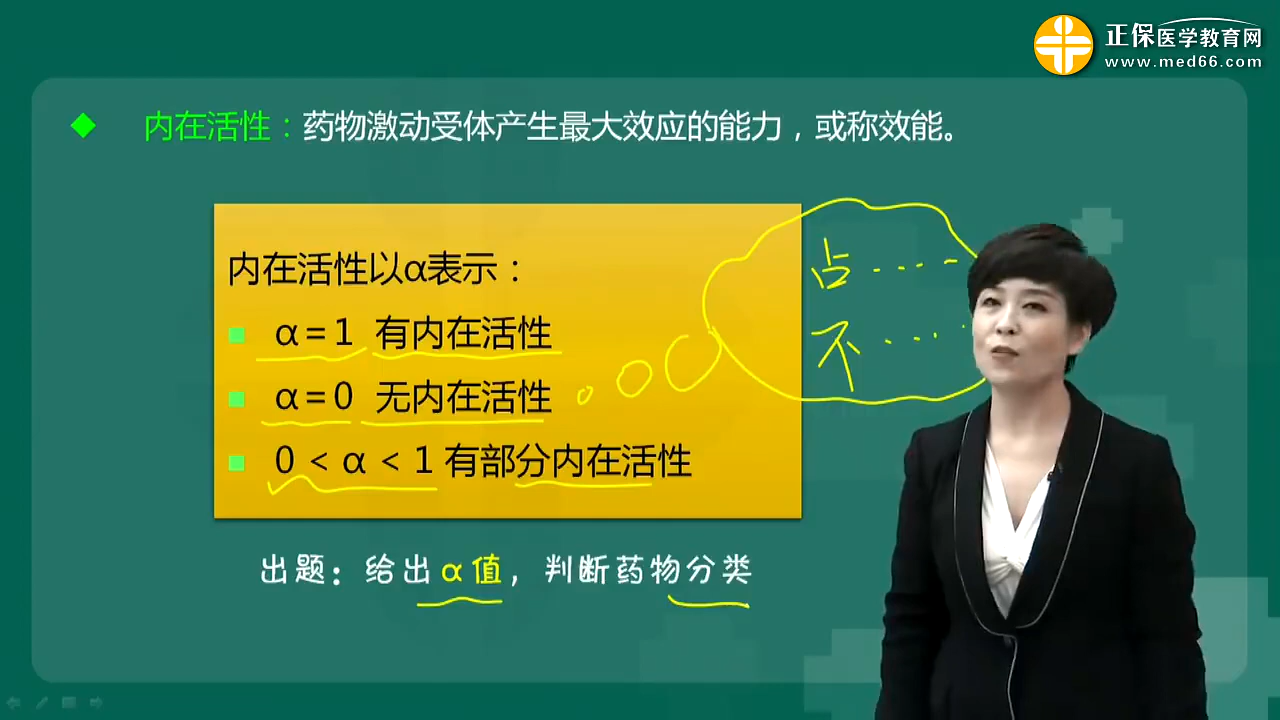 正保医学教育网
www.med66.com
内在活性：药物激动受体产生最大效应的能力，或称效能。
内在活性以α表示：
α=1 有内在活性
α=0 无内在活性
0<α<1有部分内在活性
占·····
不·····
出题：给出α值，判断药物分类